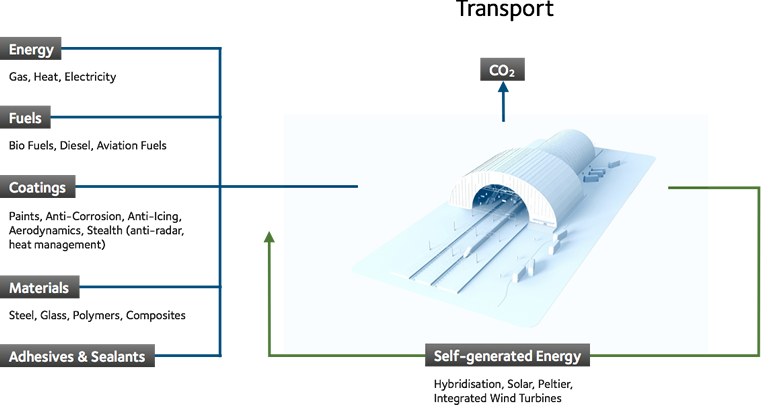 Transport
CO₂
Energy
Gas, Heat, Electricity
Fuels
Bio Fuels, Diesel, Aviation Fuels
Coatings
Paints, Anti-Corrosion, Anti-Icing,
Aerodynamics, Stealth (anti-radar,
heat management)
Materials
Steel, Glass, Polymers, Composites
Adhesives & Sealants
Self-generated Energy
Hybridisation, Solar, Peltier,
Integrated Wind Turbines